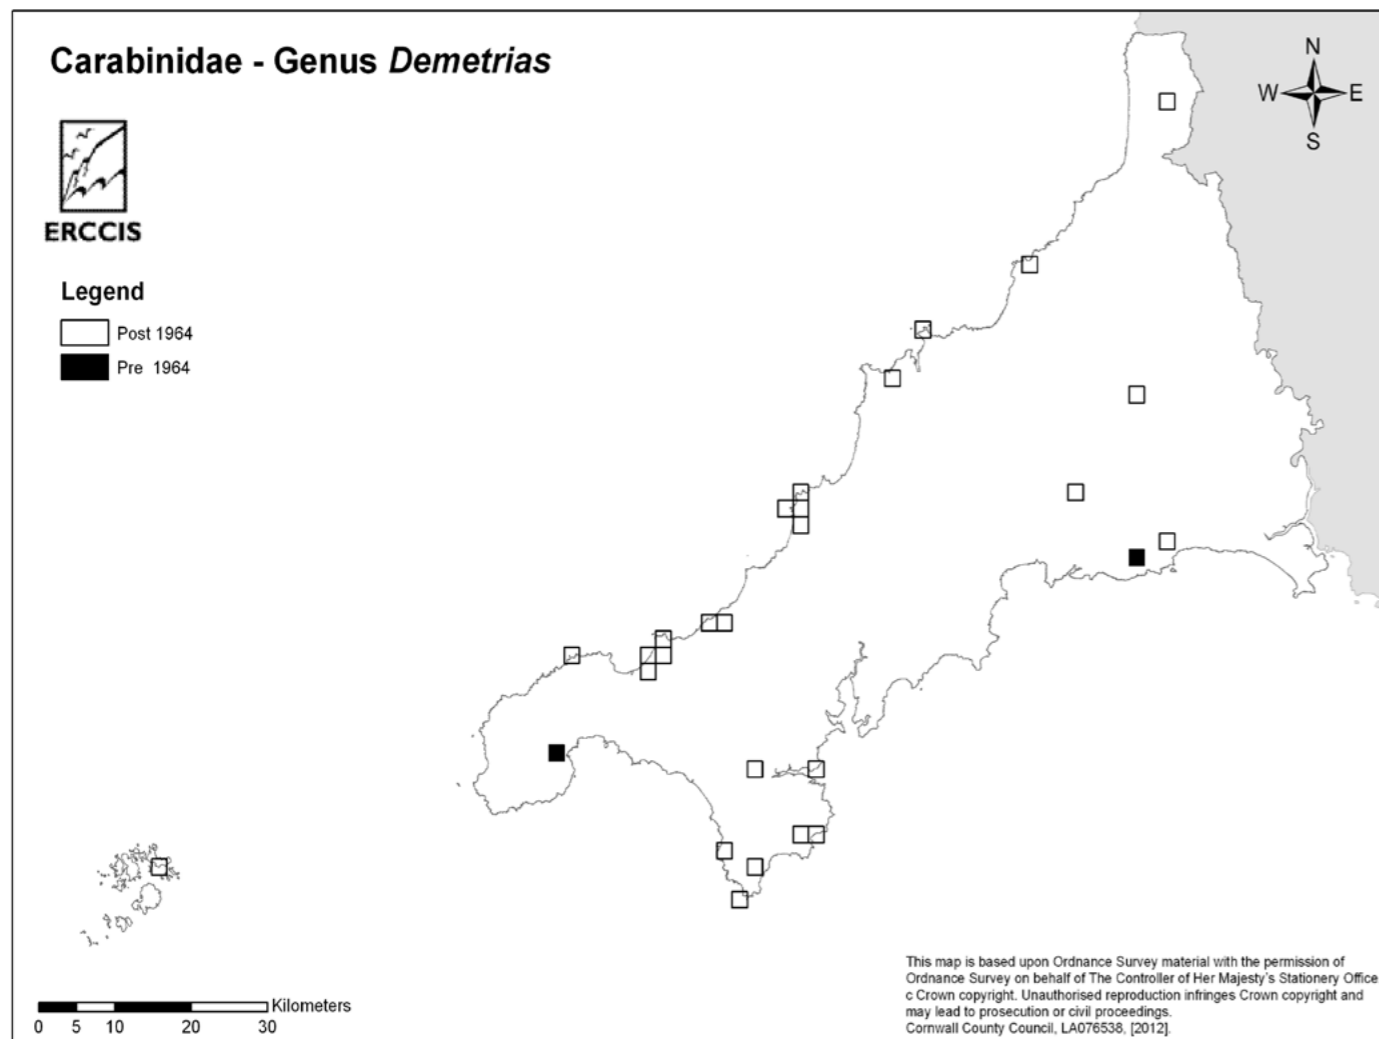 Carabinidae - Genus Demetrias
N
W E
S
ERCCIS
Legend
Post 1964
Pre 1964
Kilometers
0 5 10 20 30
This map is based upon Ordnance Survey material with the permission of
Ordnance Survey on behalf of The Controller of Her Majesty's Stationery Office
c Crown copyright. Unauthorised reproduction infringes Crown copyright and
may lead to prosecution or civil proceedings.
Cornwall County Council, LA076538, [2012].